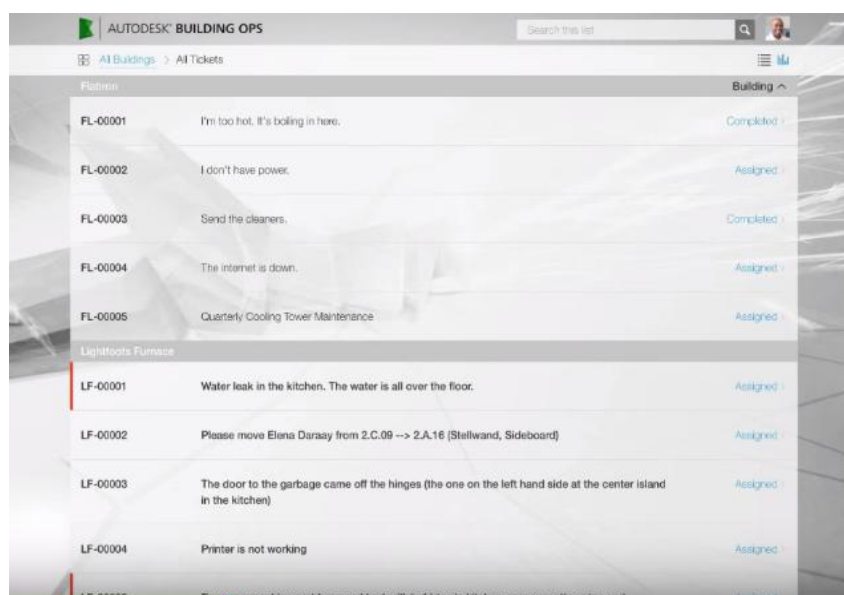 AUTODESK® BUILDING OPS
Search this list
All Buildings > All Tickets
Flatiron
Building
FL-00001 I'm too hot. It's boiling in here. Completed
FL-00002 I don't have power. Assigned
FL-00003 Send the cleaners. Completed
FL-00004 The internet is down. Assigned
FL-00005 Quarterly Cooling Tower Maintenance Assigned
Lightfoots Furnace
LF-00001 Water leak in the kitchen. The water is all over the floor. Assigned
LF-00002 Please move Elena Daraay from 2.C.09 --> 2.A.16 (Stellwand, Sideboard) Assigned
LF-00003 The door to the garbage came off the hinges (the one on the left hand side at the center island Assigned
in the kitchen)
LF-00004 Printer is not working Assigned